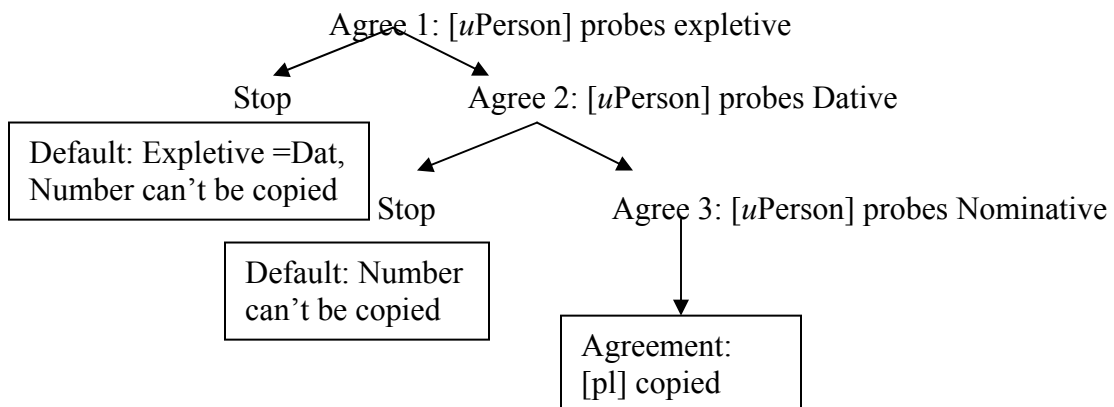 Agree 1: [uPerson] probes expletive
Stop
Agree 2: [uPerson] probes Dative
Default: Expletive =Dat,
Number can’t be copied
Stop
Agree 3: [uPerson] probes Nominative
Default: Number
can’t be copied
Agreement:
[pl] copied